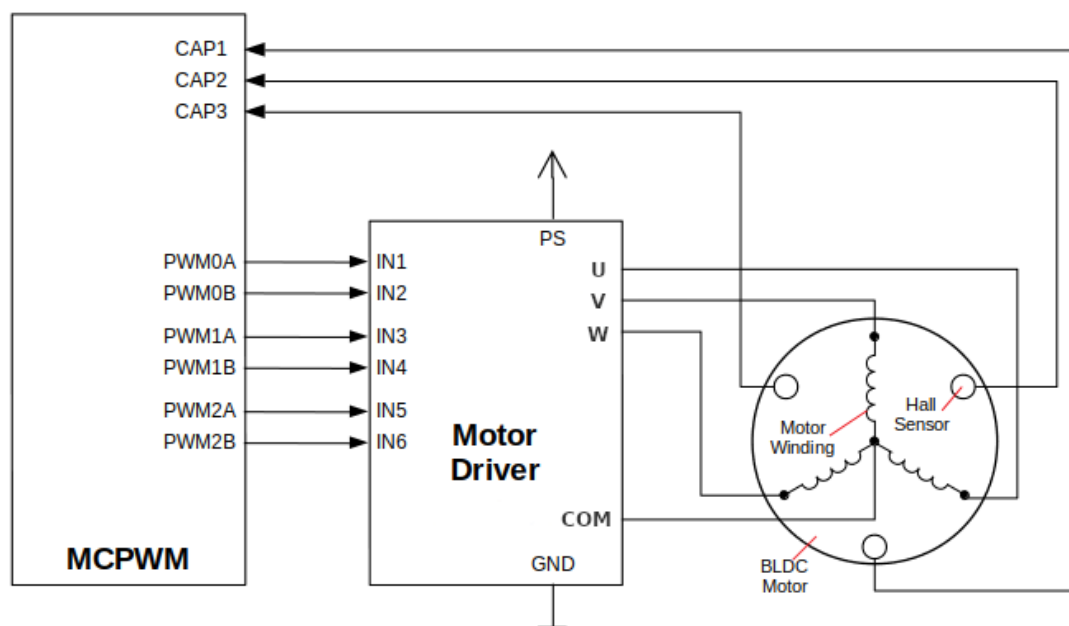 CAP1
CAP2
CAP3
PS
PWM0A
IN1
U
PWM0B
IN2
V
PWM1A
IN3
W
PWM1B
IN4
PWM2A
IN5
PWM2B
IN6
Motor
Driver
Motor
Winding
Hall
Sensor
COM
MCPWM
GND
BLDC
Motor